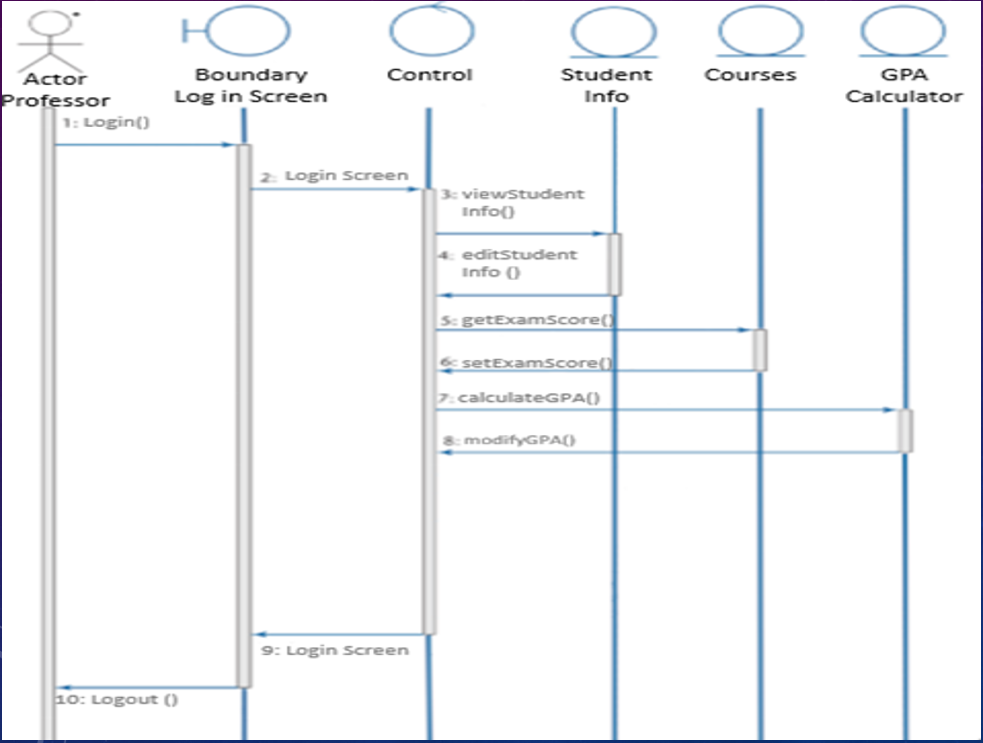 Actor
Professor
Boundary
Log in Screen
Control
Student
Info
Courses
GPA
Calculator
1: Login()
2: Login Screen
3: viewStudent
Info()
4: editStudent
Info ()
5: getExamScore()
6: setExamScore()
7: calculateGPA()
8: modifyGPA()
9: Login Screen
10: Logout ()